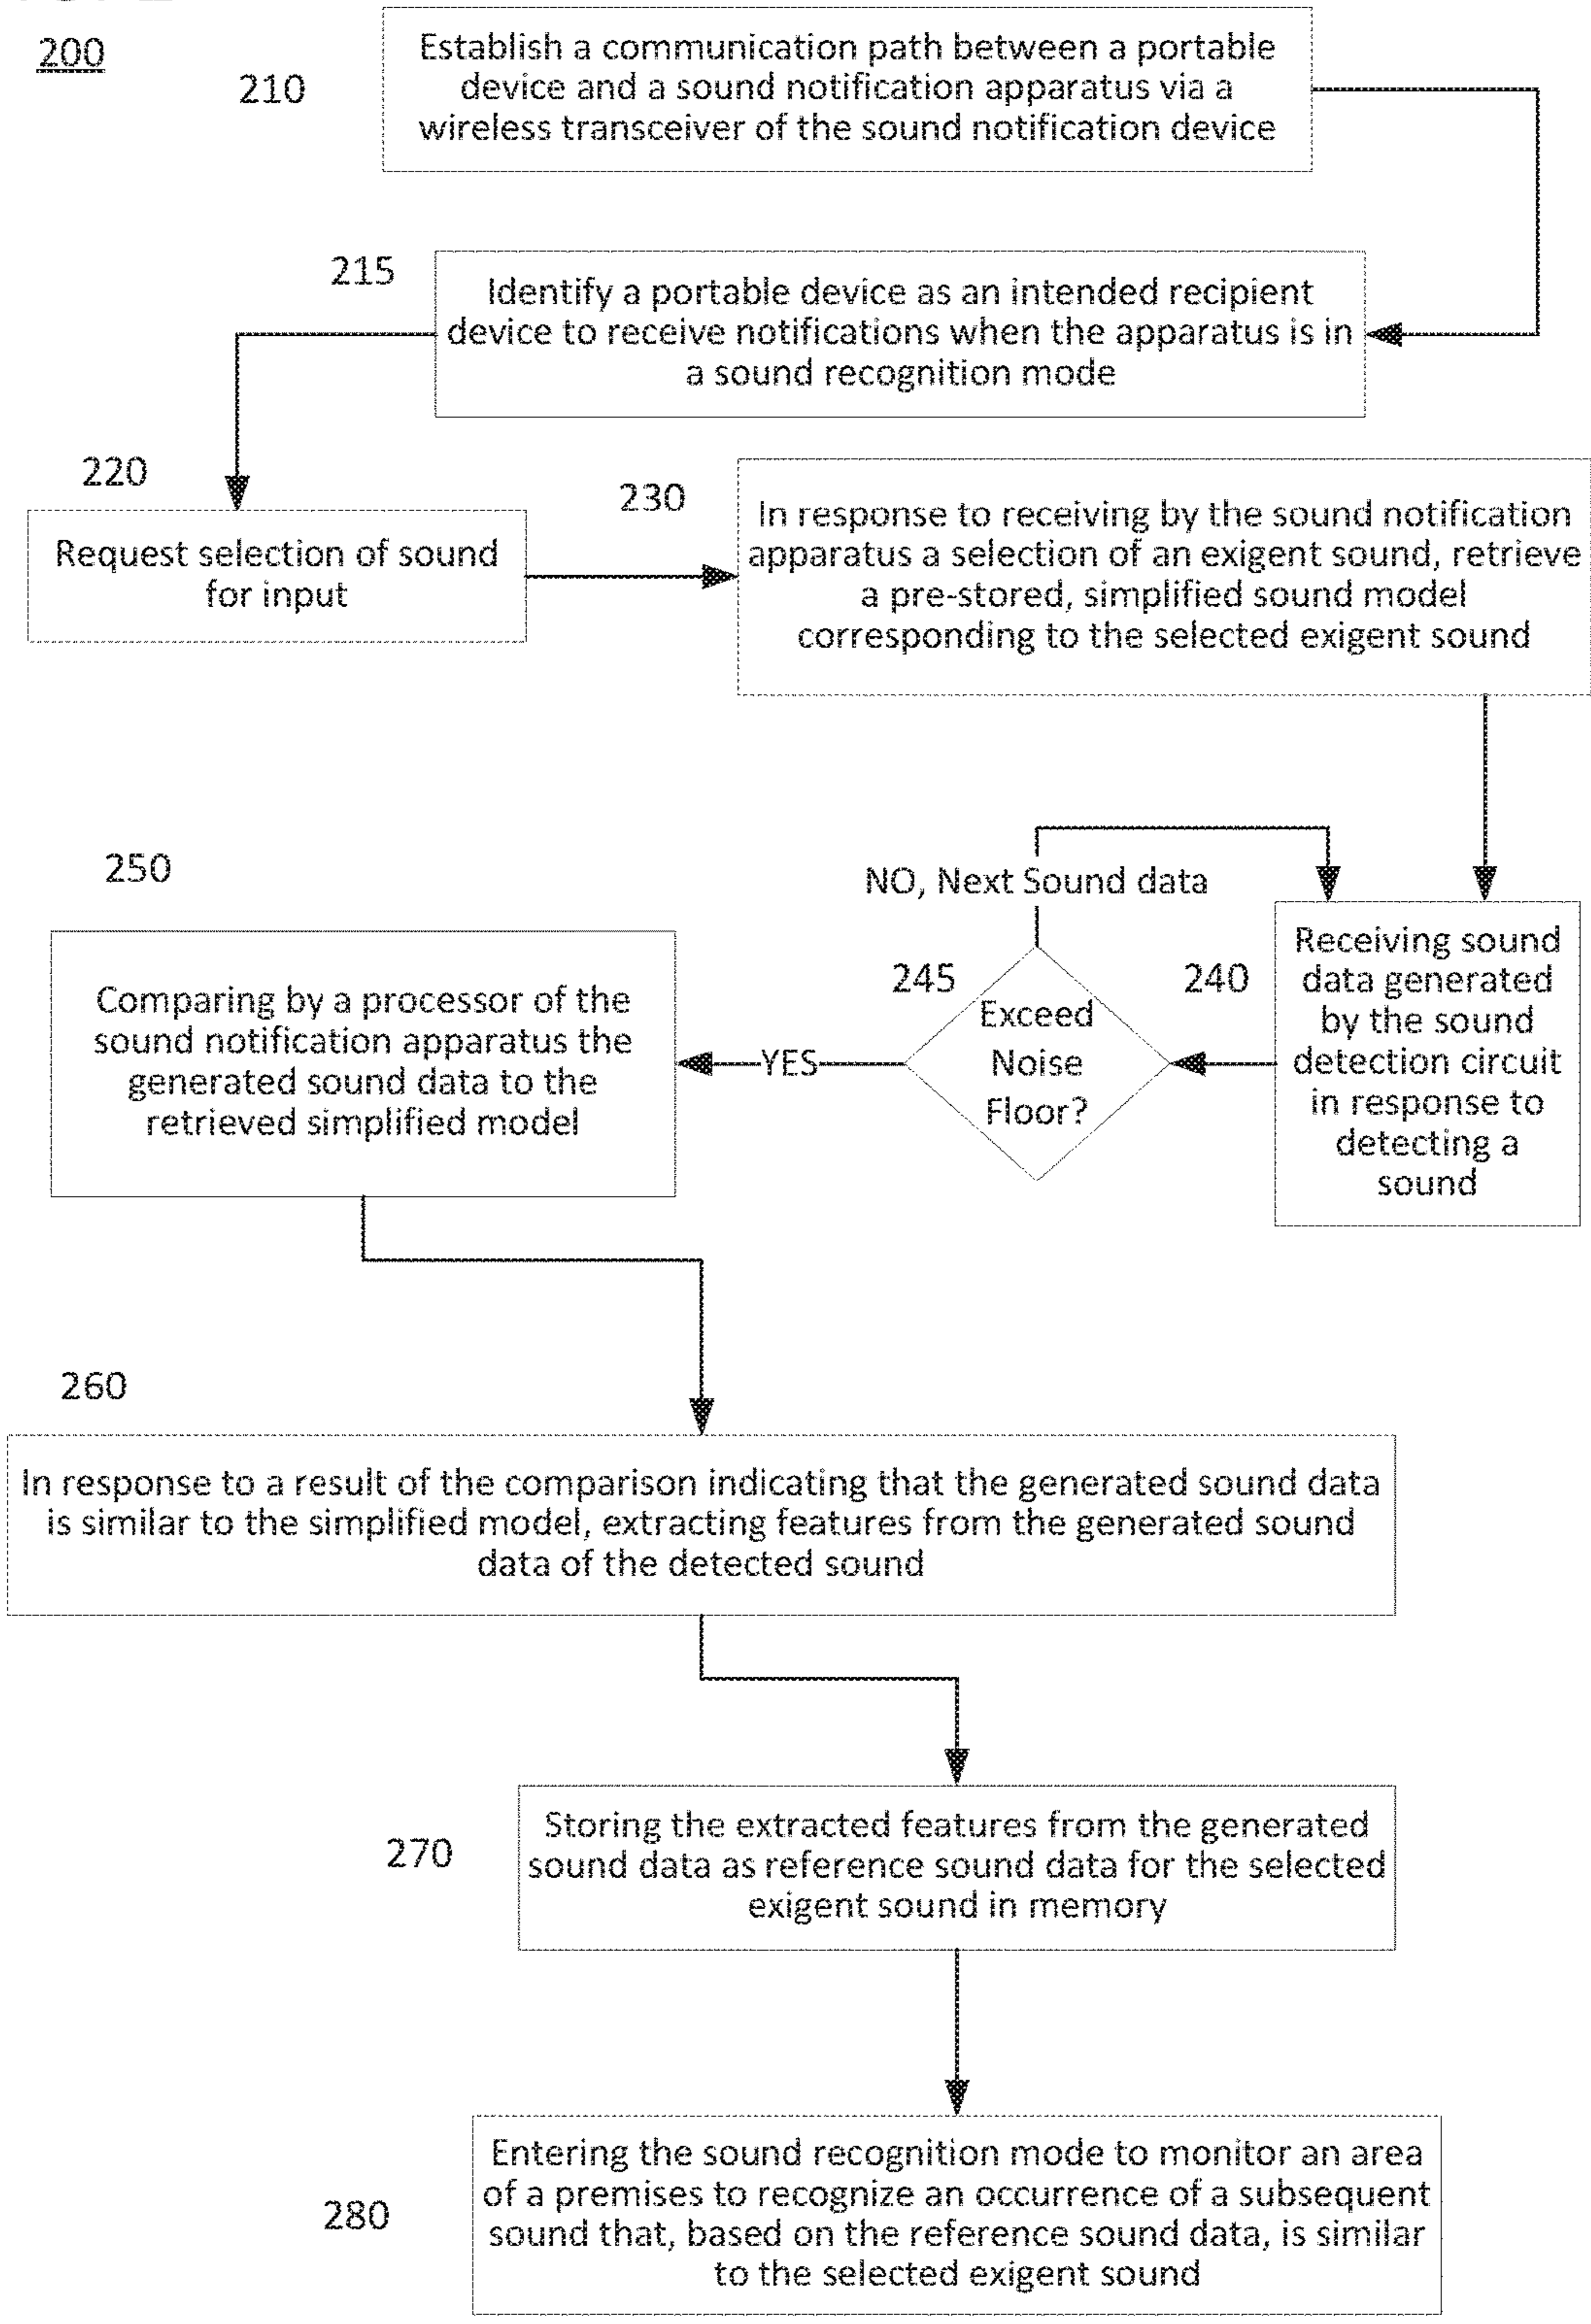 200
210
Establish a communication path between a portable
device and a sound notification apparatus via a
wireless transceiver of the sound notification device
215
Identify a portable device as an intended recipient
device to receive notifications when the apparatus is in
a sound recognition mode
220
Request selection of sound
for input
230
In response to receiving by the sound notification
apparatus a selection of an exigent sound, retrieve
a pre-stored, simplified sound model
corresponding to the selected exigent sound
240
Receiving sound
data generated
by the sound
detection circuit
in response to
detecting a
sound
NO, Next Sound data
245
Exceed
Noise
Floor?
YES
250
Comparing by a processor of the
sound notification apparatus the
generated sound data to the
retrieved simplified model
260
In response to a result of the comparison indicating that the generated sound data
is similar to the simplified model, extracting features from the generated sound
data of the detected sound
270
Storing the extracted features from the generated
sound data as reference sound data for the selected
exigent sound in memory
280
Entering the sound recognition mode to monitor an area
of a premises to recognize an occurrence of a subsequent
sound that, based on the reference sound data, is similar
to the selected exigent sound